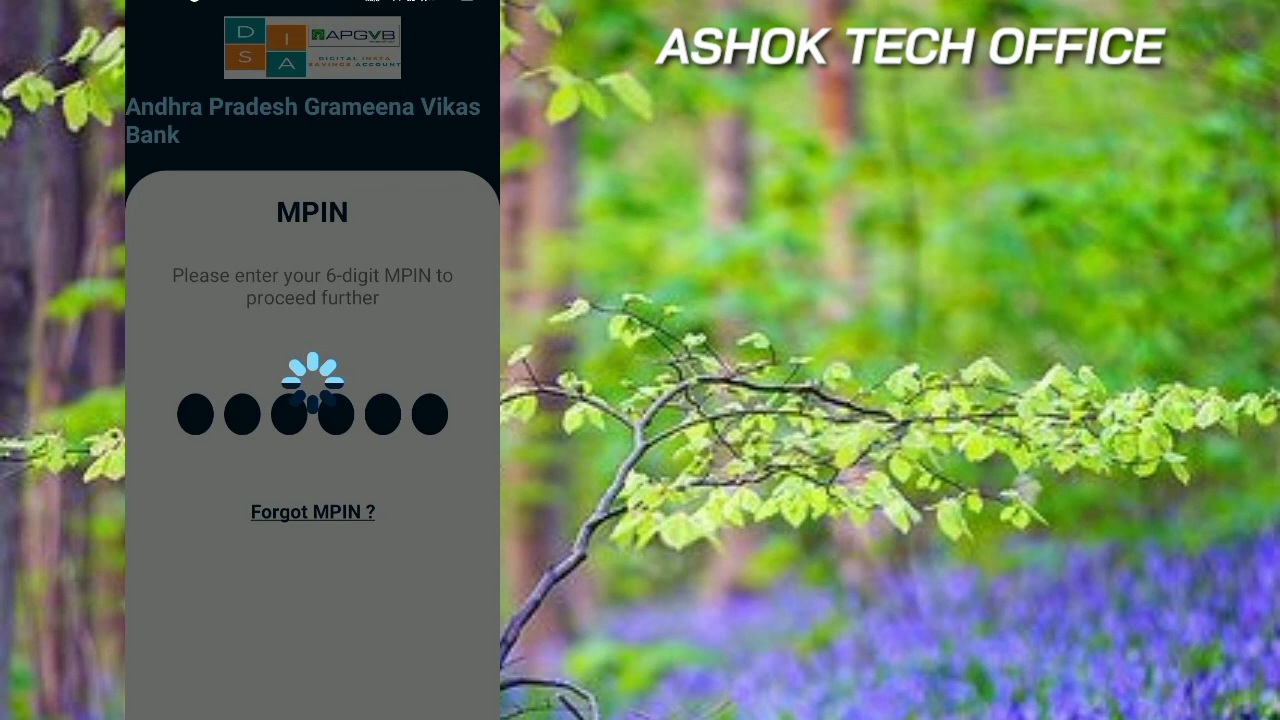 D
I
S
A
APGVB
DIGITAL INSTA
SAVINGS ACCOUNT
ASHOK TECH OFFICE
Andhra Pradesh Grameena Vikas
Bank
MPIN
Please enter your 6-digit MPIN to
proceed further
Forgot MPIN ?